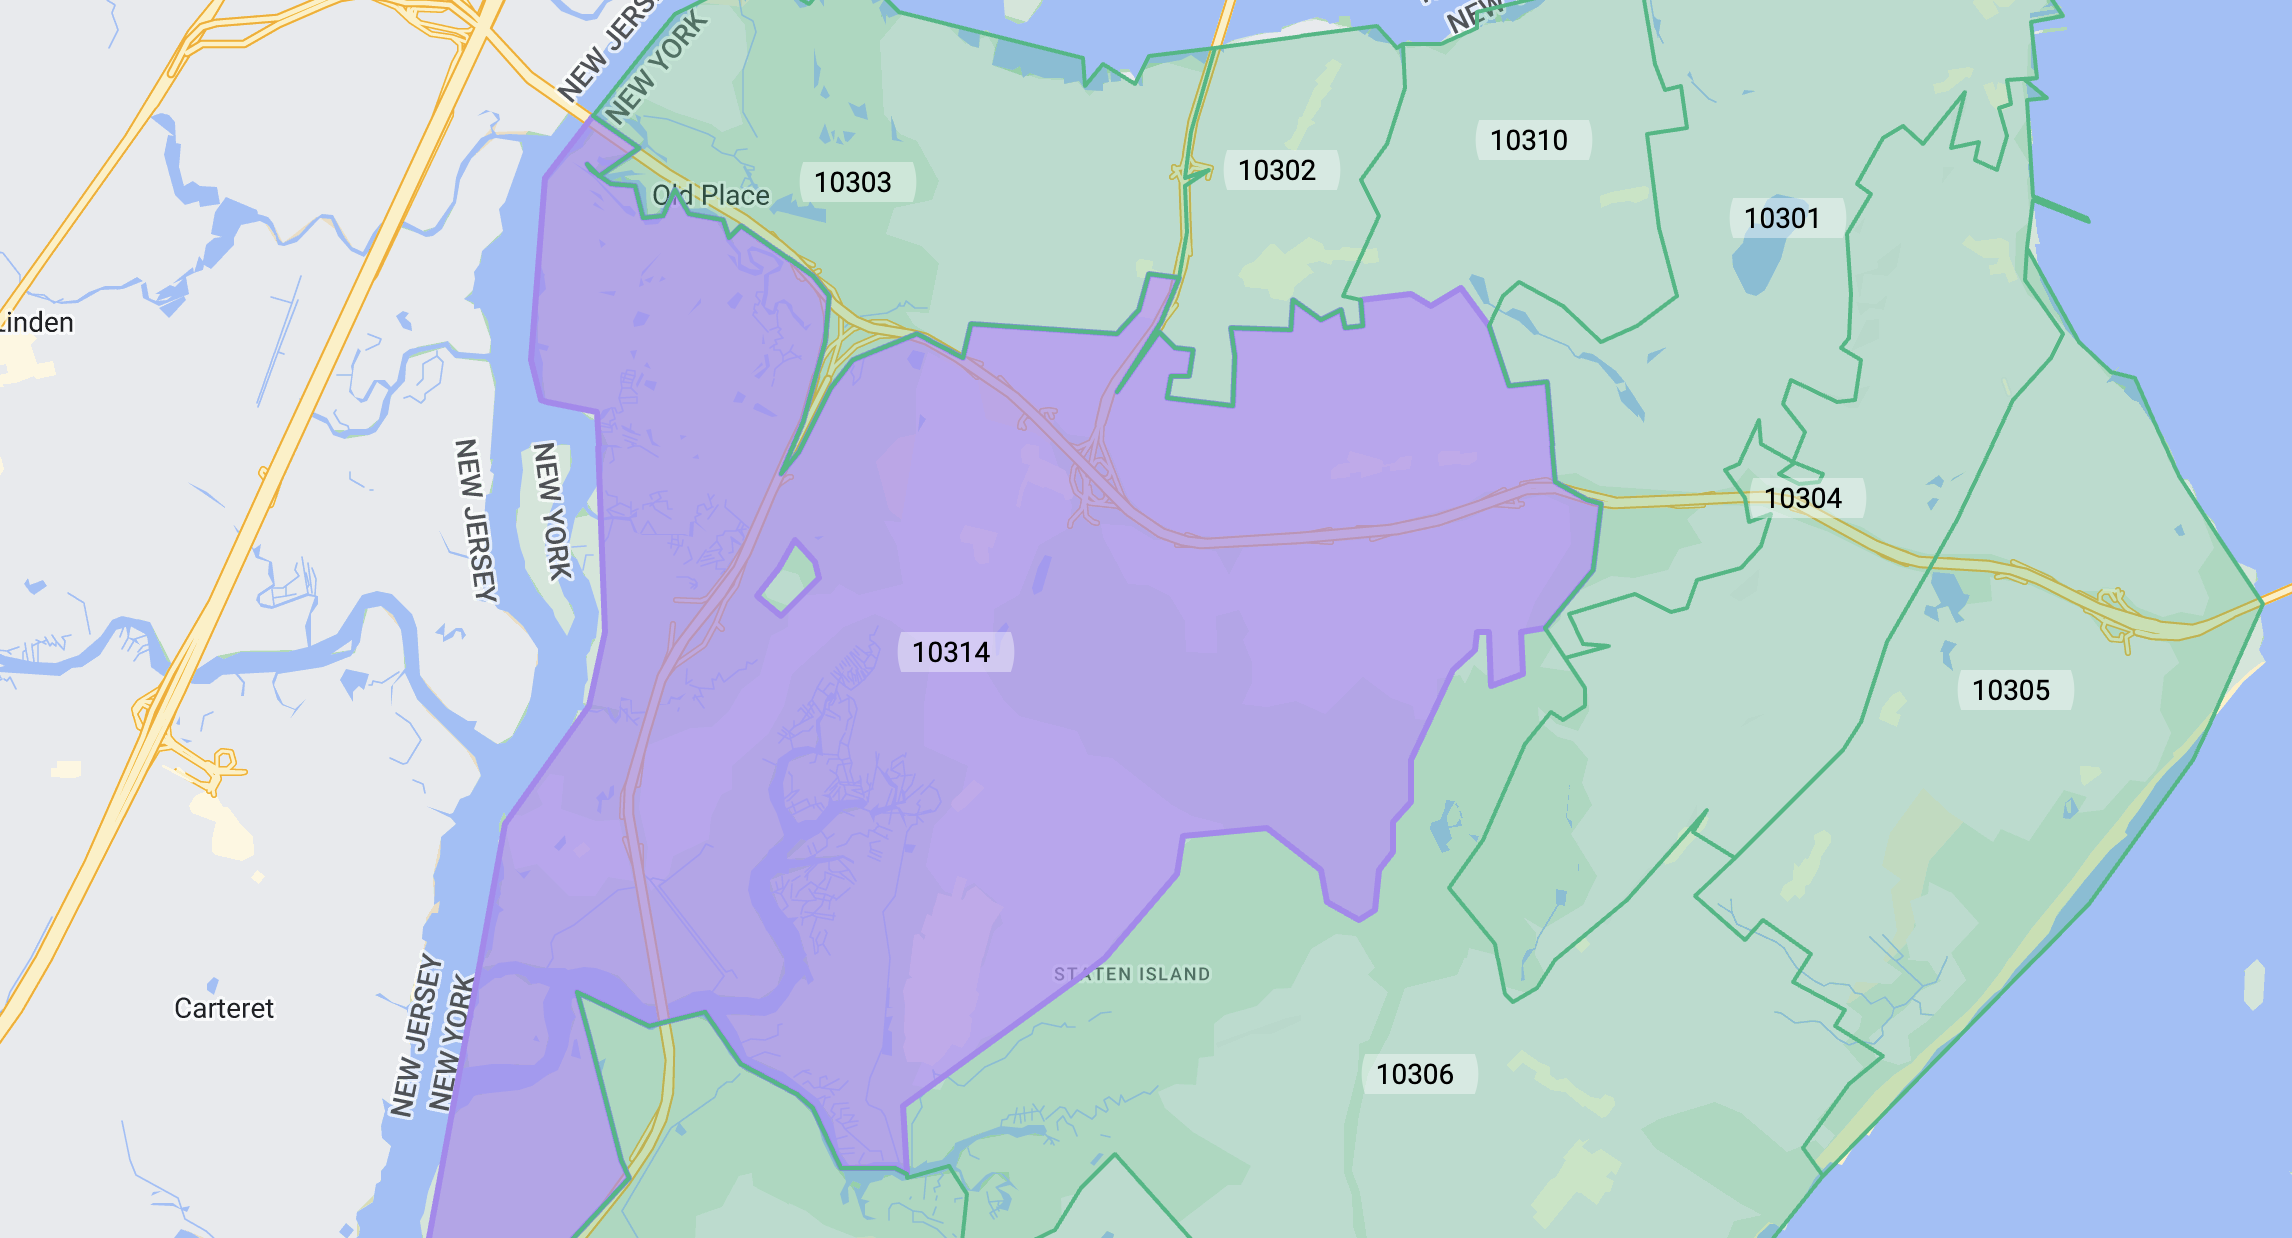 NEW JERS
NEW YORK
NEW
10310
10302
10303
Old Place
10301
Linden
NEW JERSEY
NEW YORK
10304
10314
10305
STATEN ISLAND
Carteret
NEW JERSEY
NEW YORK
10306